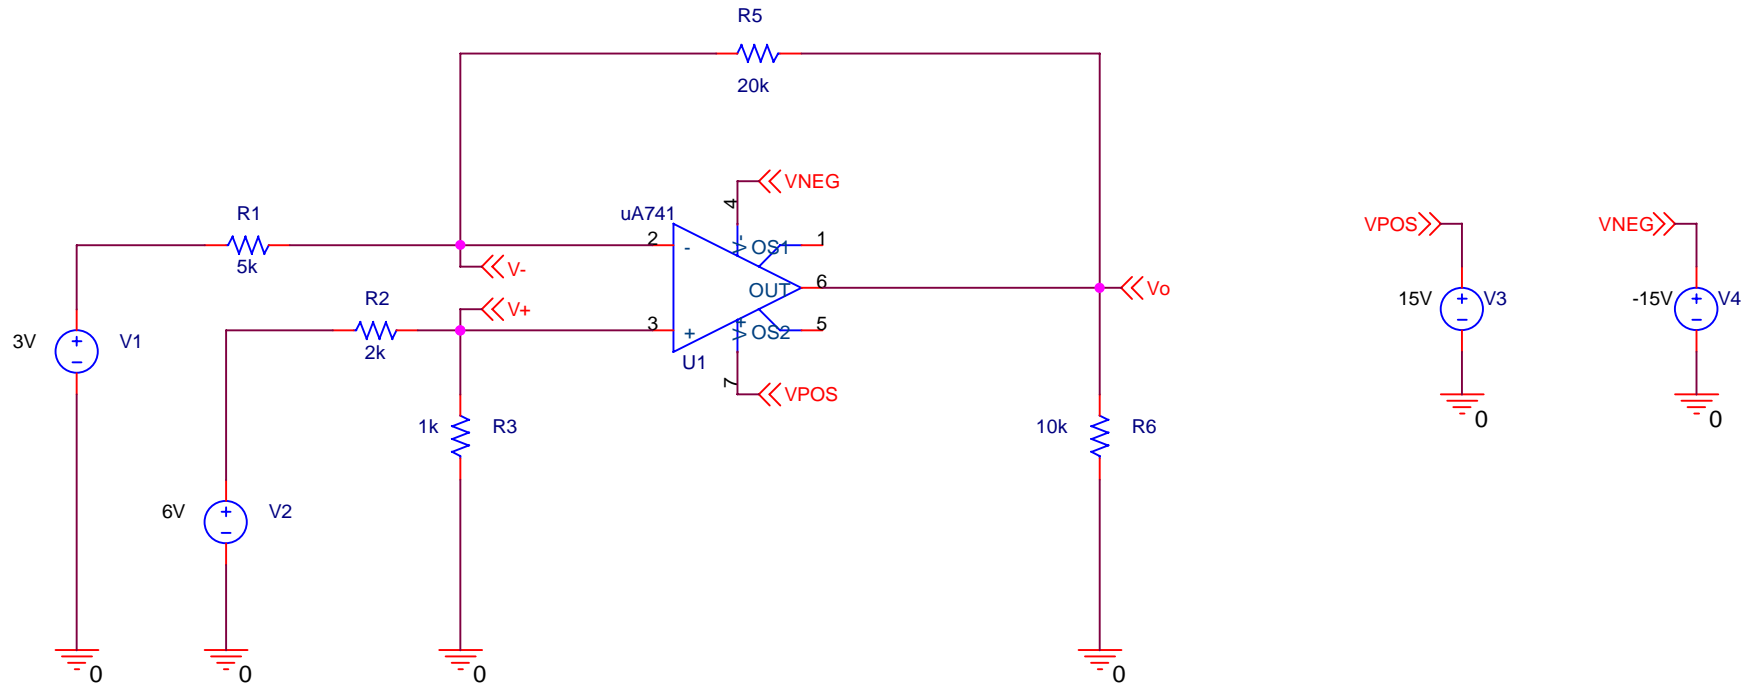 R5
20k
VNEG
4
uA741
R1
5k
2
-
V-
OS1
1
V-
R2
2k
V+
3
+
V+
OS2
5
OUT
6
Vo
U1
7
VPOS
3V
+
−
V1
6V
+
−
V2
1k
R3
10k
R6
VPOS
15V
+
−
V3
0
VNEG
-15V
+
−
V4
0
0
0
0
0